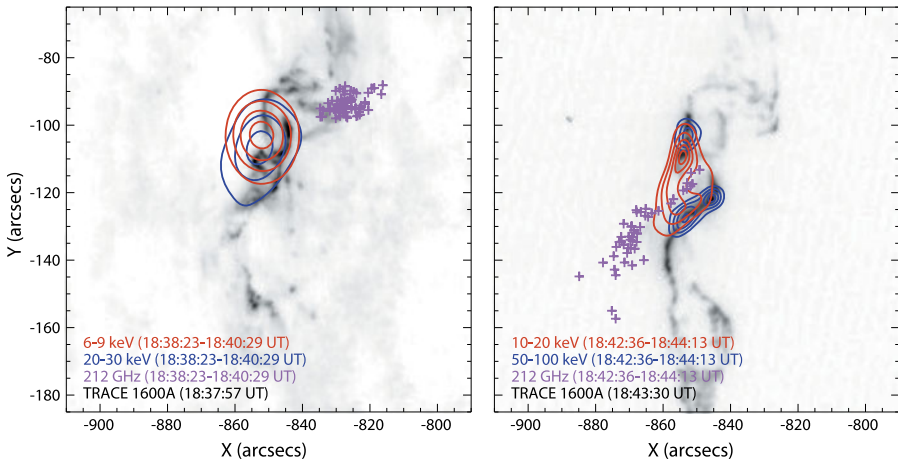 -80
-100
-120
-140
-160
-180
Y (arcsecs)
6-9 keV (18:38:23-18:40:29 UT)
20-30 keV (18:38:23-18:40:29 UT)
212 GHz (18:38:23-18:40:29 UT)
TRACE 1600A (18:37:57 UT)
-900 -880 -860 -840 -820 -800
X (arcsecs)
10-20 keV (18:42:36-18:44:13 UT)
50-100 keV (18:42:36-18:44:13 UT)
212 GHz (18:42:36-18:44:13 UT)
TRACE 1600A (18:43:30 UT)
-900 -880 -860 -840 -820 -800
X (arcsecs)